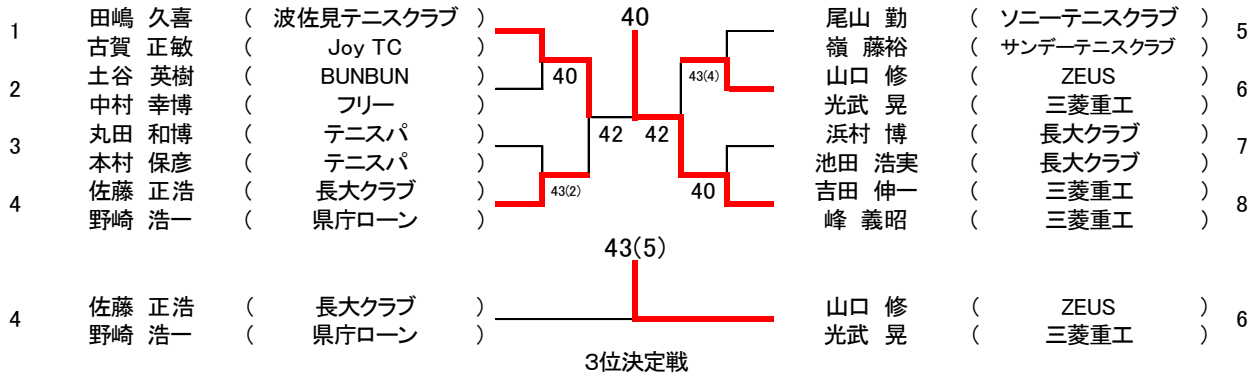 1 田嶋 久喜 ( 波佐見テニスクラブ )
古賀 正敏 ( Joy TC )
2 土谷 英樹 ( BUNBUN )
中村 幸博 ( フリー )
3 丸田 和博 ( テニスパ )
本村 保彦 ( テニスパ )
4 佐藤 正浩 ( 長大クラブ )
野崎 浩一 ( 県庁ローン )
40
40
42 42
43(2)
43(4)
40
尾山 勤 ( ソニーテニスクラブ ) 5
嶺 藤裕 ( サンデーテニスクラブ )
山口 修 ( ZEUS ) 6
光武 晃 ( 三菱重工 )
浜村 博 ( 長大クラブ ) 7
池田 浩実 ( 長大クラブ )
吉田 伸一 ( 三菱重工 ) 8
峰 義昭 ( 三菱重工 )
43(5)
4 佐藤 正浩 ( 長大クラブ )
野崎 浩一 ( 県庁ローン )
山口 修 ( ZEUS ) 6
光武 晃 ( 三菱重工 )
3位決定戦